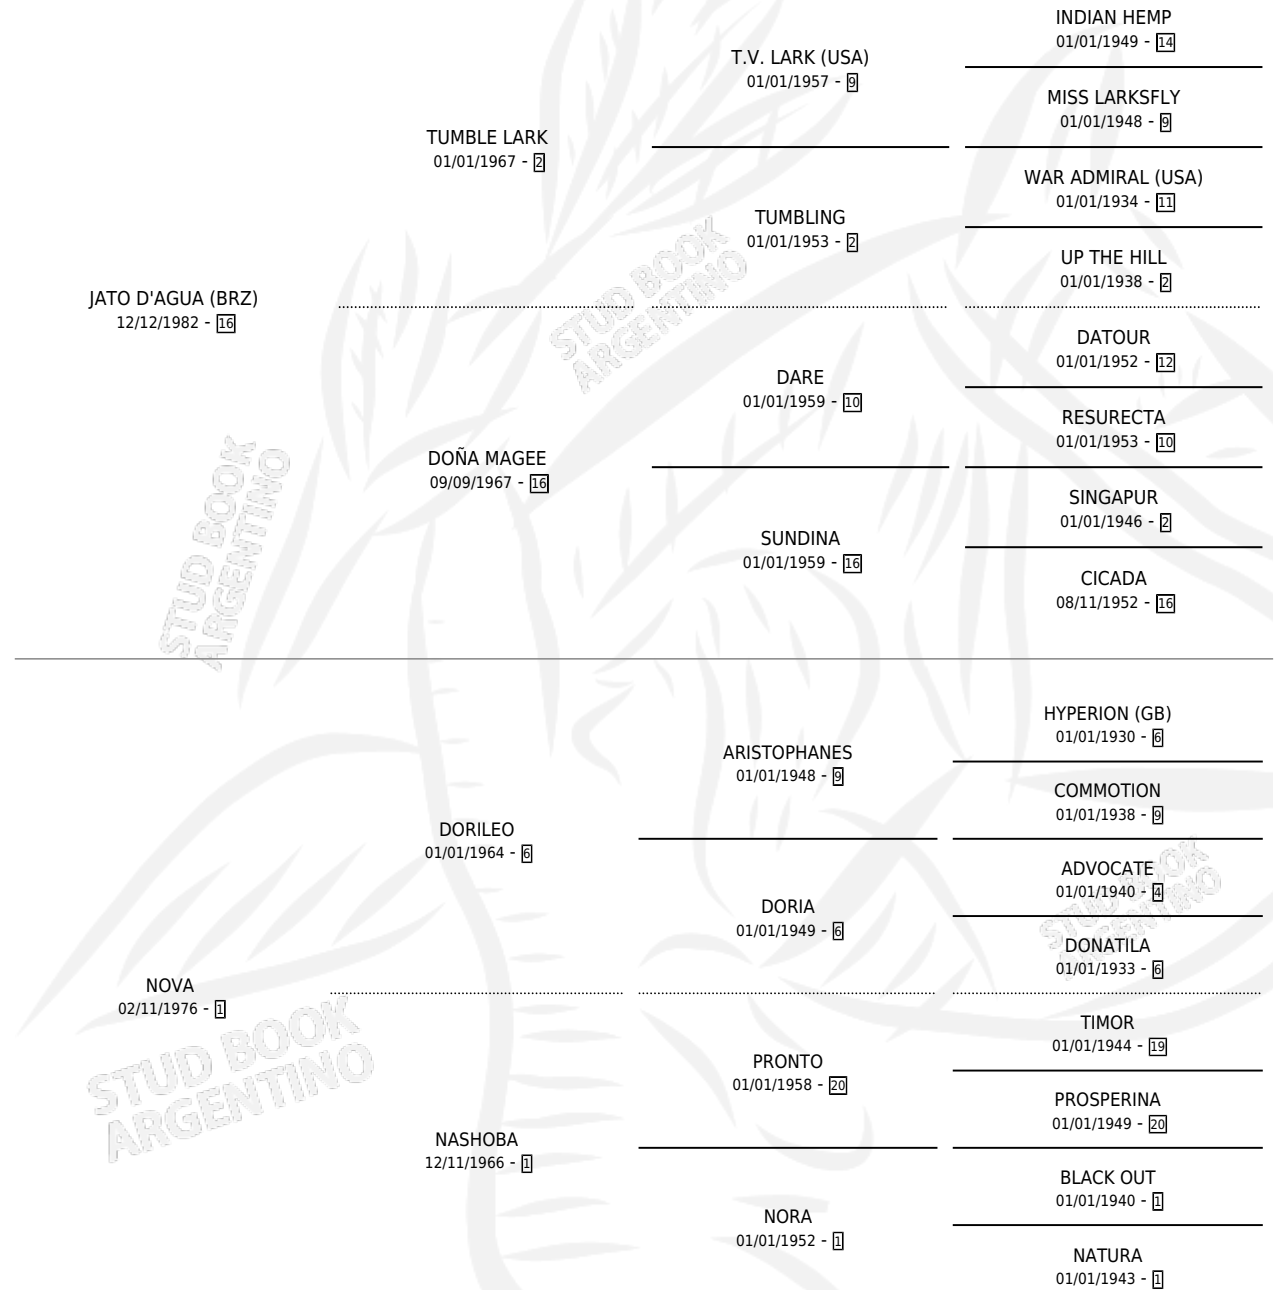 INDIAN HEMP
01/01/1949 - 14
T.V. LARK (USA)
01/01/1957 - 9
MISS LARKSFLY
01/01/1948 - 9
TUMBLE LARK
01/01/1967 - 2
WAR ADMIRAL (USA)
01/01/1934 - 11
TUMBLING
01/01/1953 - 2
UP THE HILL
01/01/1938 - 2
JATO D'AGUA (BRZ)
12/12/1982 - 16
STUD BOOK
ARGENTINO
DATOUR
01/01/1952 - 12
DARE
01/01/1959 - 10
RESURECTA
01/01/1953 - 10
DOÑA MAGEE
09/09/1967 - 16
SINGAPUR
01/01/1946 - 2
SUNDINA
01/01/1959 - 16
CICADA
08/11/1952 - 16
STUD BOOK
ARGENTINO
HYPERION (GB)
01/01/1930 - 6
ARISTOPHANES
01/01/1948 - 9
COMMOTION
01/01/1938 - 9
DORILEO
01/01/1964 - 6
ADVOCATE
01/01/1940 - 4
DORIA
01/01/1949 - 6
DONATILA
01/01/1933 - 6
STUD BOOK
ARGENTINO
NOVA
02/11/1976 - 1
TIMOR
01/01/1944 - 19
PRONTO
01/01/1958 - 20
PROSPERINA
01/01/1949 - 20
STUD BOOK
ARGENTINO
NASHOBA
12/11/1966 - 1
BLACK OUT
01/01/1940 - 1
NORA
01/01/1952 - 1
NATURA
01/01/1943 - 1